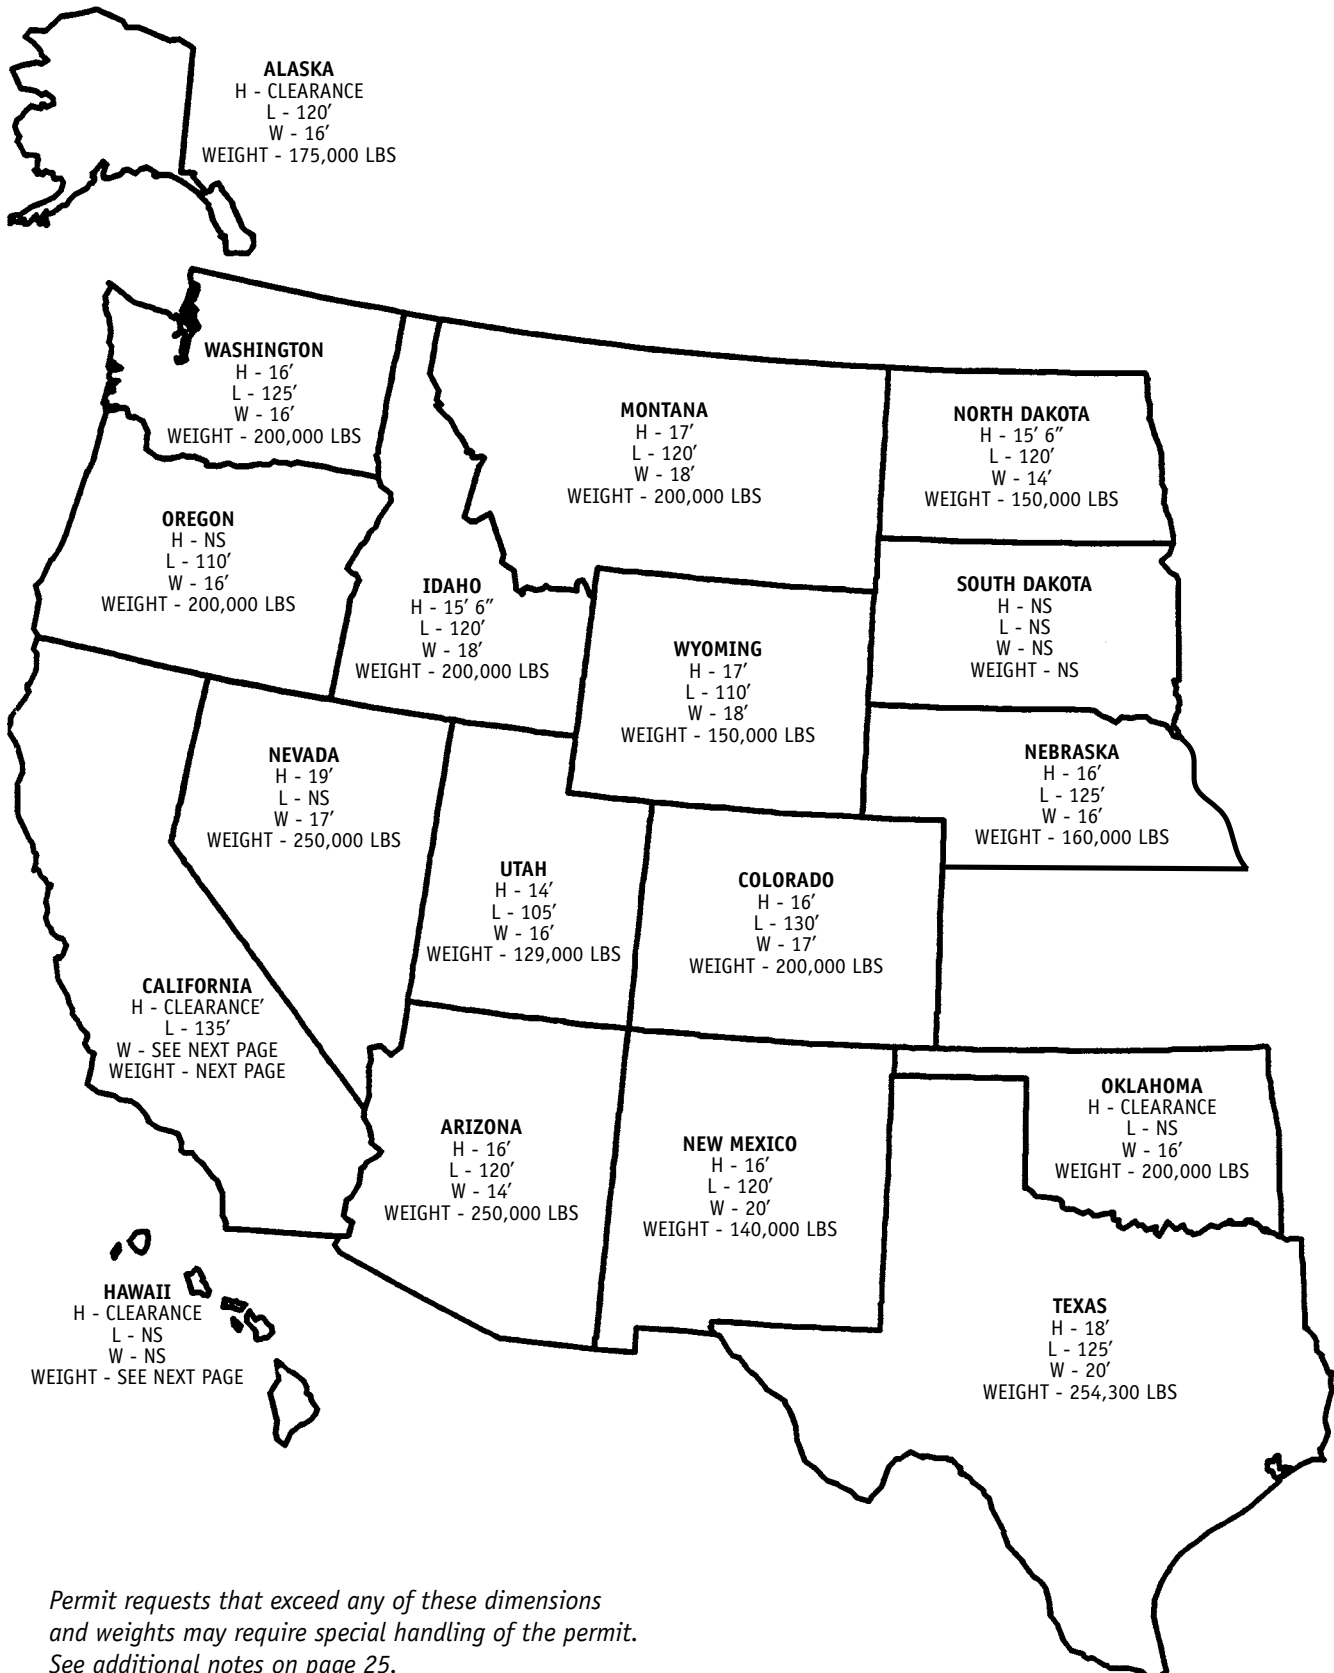 ALASKA
H - CLEARANCE
L - 120′
W - 16′
WEIGHT - 175,000 LBS
WASHINGTON
H - 16′
L - 125′
W - 16′
WEIGHT - 200,000 LBS
MONTANA
H - 17′
L - 120′
W - 18′
WEIGHT - 200,000 LBS
NORTH DAKOTA
H - 15′ 6″
L - 120′
W - 14′
WEIGHT - 150,000 LBS
OREGON
H - NS
L - 110′
W - 16′
WEIGHT - 200,000 LBS
IDAHO
H - 15′ 6″
L - 120′
W - 18′
WEIGHT - 200,000 LBS
SOUTH DAKOTA
H - NS
L - NS
W - NS
WEIGHT - NS
WYOMING
H - 17′
L - 110′
W - 18′
WEIGHT - 150,000 LBS
NEVADA
H - 19′
L - NS
W - 17′
WEIGHT - 250,000 LBS
NEBRASKA
H - 16′
L - 125′
W - 16′
WEIGHT - 160,000 LBS
UTAH
H - 14′
L - 105′
W - 16′
WEIGHT - 129,000 LBS
COLORADO
H - 16′
L - 130′
W - 17′
WEIGHT - 200,000 LBS
CALIFORNIA
H - CLEARANCE′
L - 135′
W - SEE NEXT PAGE
WEIGHT - NEXT PAGE
ARIZONA
H - 16′
L - 120′
W - 14′
WEIGHT - 250,000 LBS
NEW MEXICO
H - 16′
L - 120′
W - 20′
WEIGHT - 140,000 LBS
OKLAHOMA
H - CLEARANCE
L - NS
W - 16′
WEIGHT - 200,000 LBS
HAWAII
H - CLEARANCE
L - NS
W - NS
WEIGHT - SEE NEXT PAGE
TEXAS
H - 18′
L - 125′
W - 20′
WEIGHT - 254,300 LBS
Permit requests that exceed any of these dimensions
and weights may require special handling of the permit.
See additional notes on page 25.